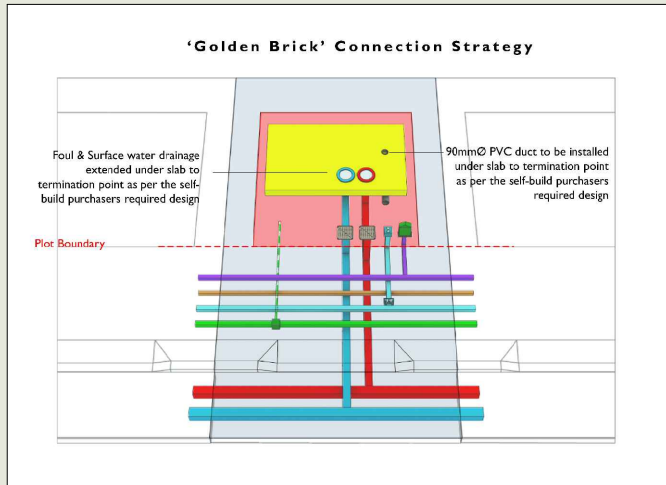 ‘Golden Brick’ Connection Strategy
Foul & Surface water drainage
extended under slab to
termination point as per the self-
build purchasers required design
90mmØ PVC duct to be installed
under slab to termination point
as per the self-build purchasers
required design
Plot Boundary